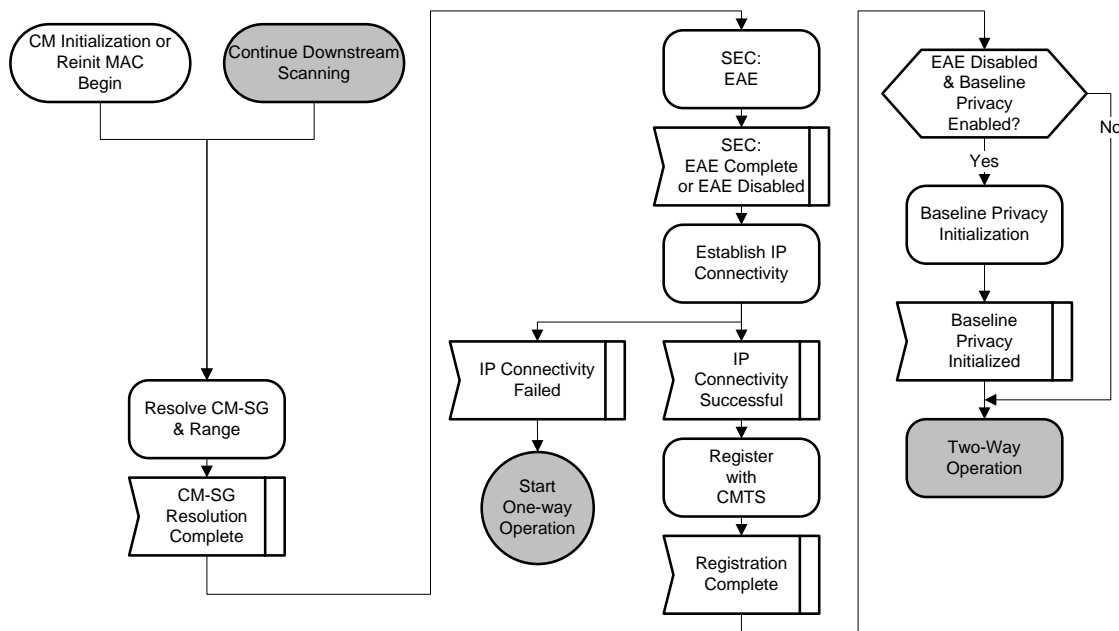 CM Initialization or
Reinit MAC
Begin
Continue Downstream
Scanning
Resolve CM-SG
& Range
CM-SG
Resolution
Complete
SEC:
EAE
SEC:
EAE Complete
or EAE Disabled
Establish IP
Connectivity
IP Connectivity
Failed
Start
One-way
Operation
IP
Connectivity
Successful
Register
with
CMTS
Registration
Complete
EAE Disabled
& Baseline
Privacy
Enabled?
No
Yes
Baseline Privacy
Initialization
Baseline
Privacy
Initialized
Two-Way
Operation